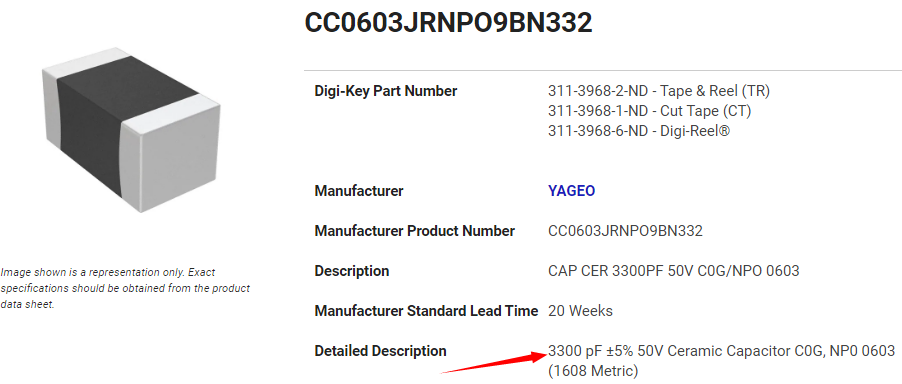 CC0603JRNPO9BN332
Digi-Key Part Number
311-3968-2-ND - Tape & Reel (TR)
311-3968-1-ND - Cut Tape (CT)
311-3968-6-ND - Digi-Reel®
Manufacturer
YAGEO
Manufacturer Product Number
CC0603JRNPO9BN332
Description
CAP CER 3300PF 50V C0G/NPO 0603
Manufacturer Standard Lead Time
20 Weeks
Detailed Description
3300 pF ±5% 50V Ceramic Capacitor C0G, NP0 0603
(1608 Metric)
Image shown is a representation only. Exact
specifications should be obtained from the product
data sheet.